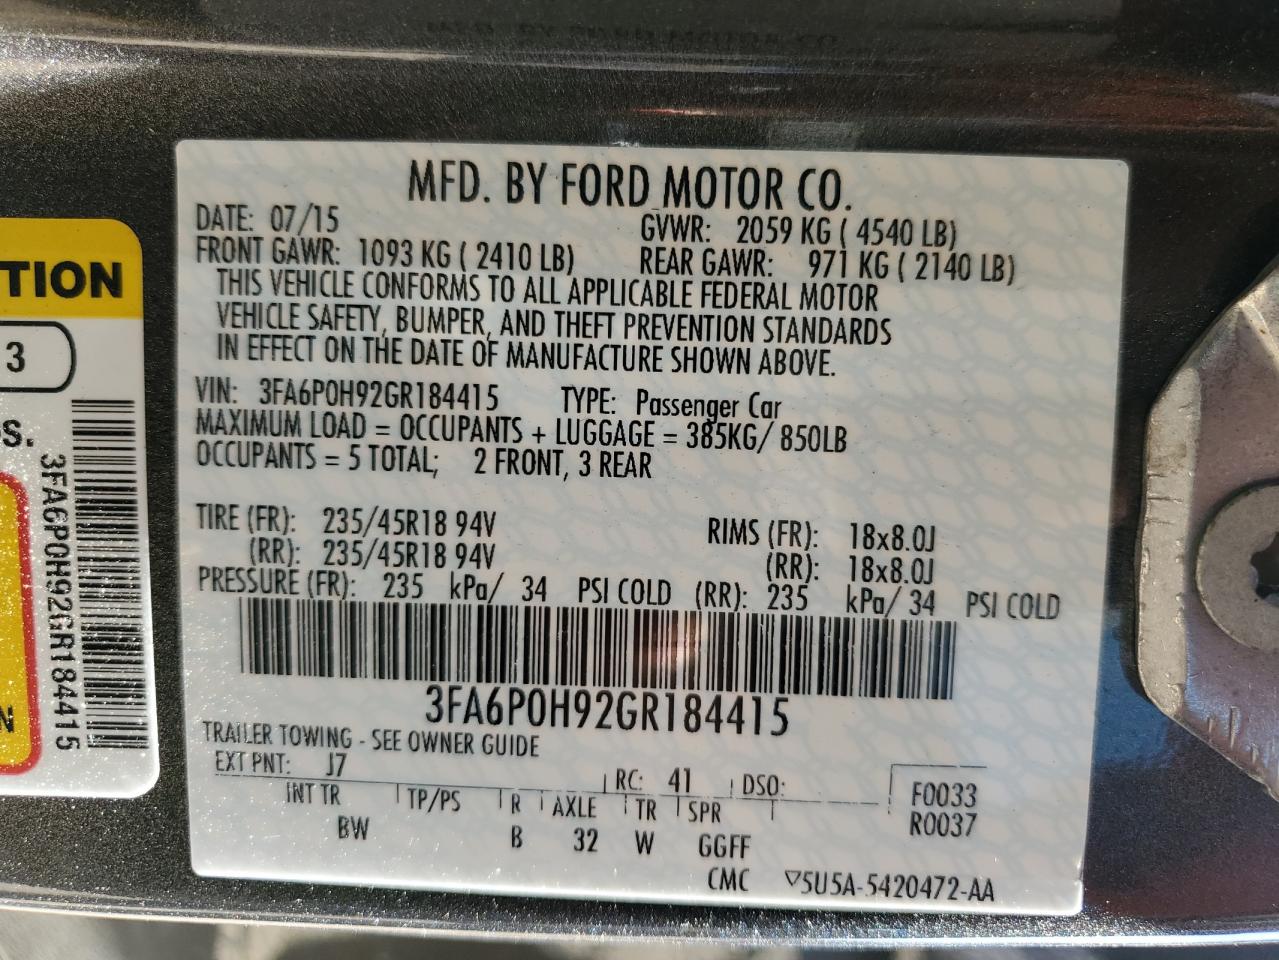 MFD. BY FORD MOTOR CO.
DATE: 07/15 GVWR: 2059 KG ( 4540 LB)
FRONT GAWR: 1093 KG ( 2410 LB) REAR GAWR: 971 KG ( 2140 LB)
THIS VEHICLE CONFORMS TO ALL APPLICABLE FEDERAL MOTOR
VEHICLE SAFETY, BUMPER, AND THEFT PREVENTION STANDARDS
IN EFFECT ON THE DATE OF MANUFACTURE SHOWN ABOVE.
VIN: 3FA6P0H92GR184415 TYPE: Passenger Car
MAXIMUM LOAD = OCCUPANTS + LUGGAGE = 385KG/ 850LB
OCCUPANTS = 5 TOTAL; 2 FRONT, 3 REAR
TIRE (FR): 235/45R18 94V RIMS (FR): 18x8.0J
(RR): 235/45R18 94V (RR): 18x8.0J
PRESSURE (FR): 235 kPa/ 34 PSI COLD (RR): 235 kPa/ 34 PSI COLD
3FA6P0H92GR184415
TRAILER TOWING - SEE OWNER GUIDE
EXT PNT: J7 RC: 41 DSO: F0033
INT TR TP/PS R AXLE TR SPR R0037
BW B 32 W GGFF
CMC ▽5U5A-5420472-AA
TION
3
S.
3FA6P0H92GR184415
N